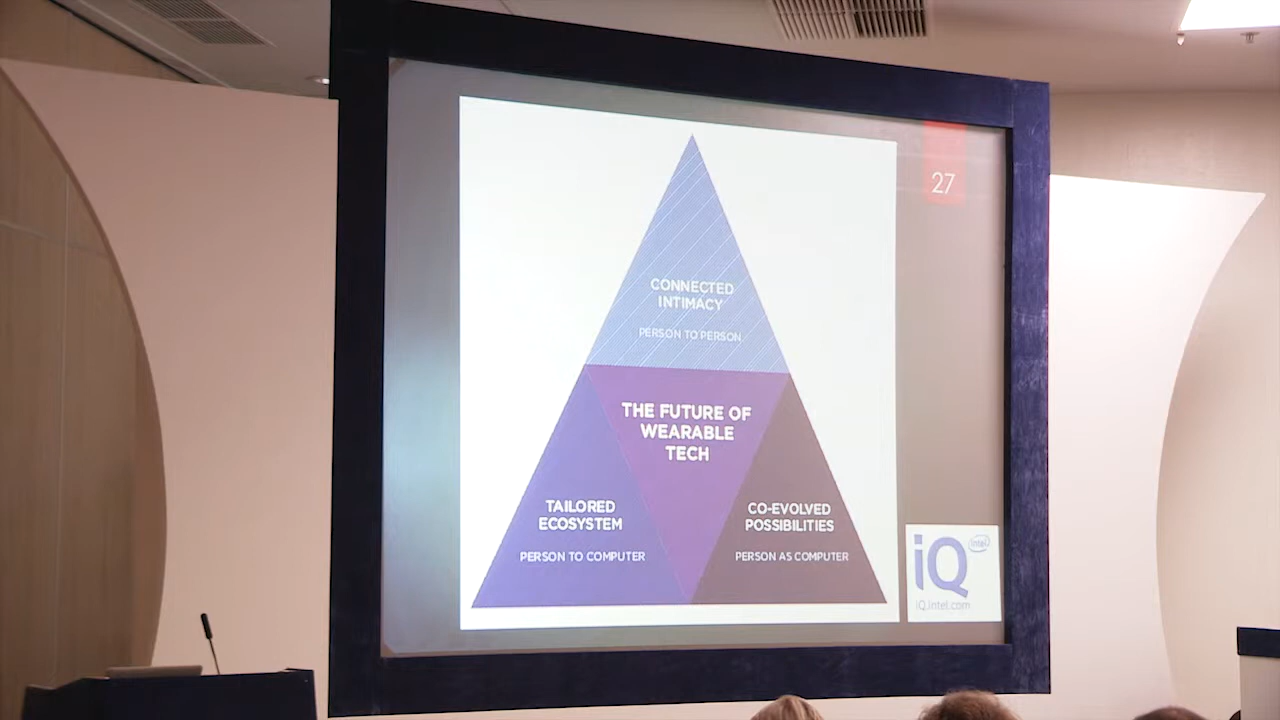 27
CONNECTED
INTIMACY
PERSON TO PERSON
THE FUTURE OF
WEARABLE
TECH
TAILORED
ECOSYSTEM
PERSON TO COMPUTER
CO-EVOLVED
POSSIBILITIES
PERSON AS COMPUTER
iQ
intel
iQ.intel.com